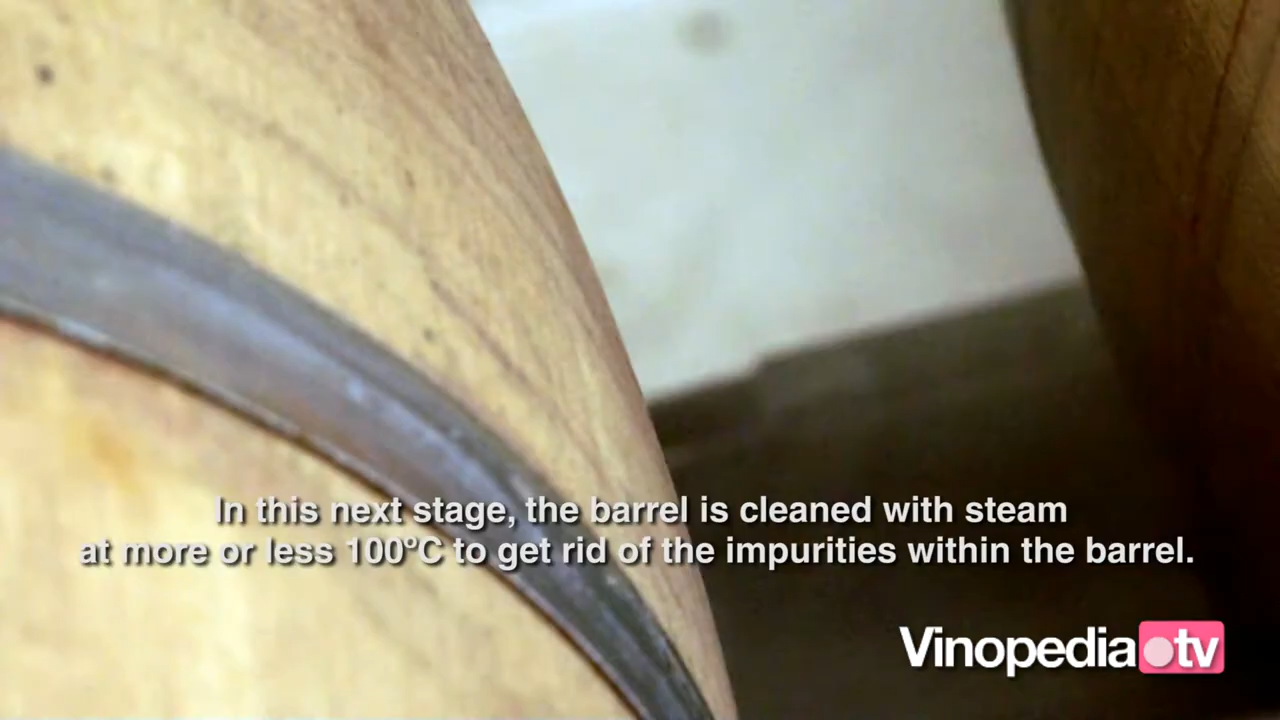 In this next stage, the barrel is cleaned with steam
at more or less 100°C to get rid of the impurities within the barrel.
Vinopedia.tv